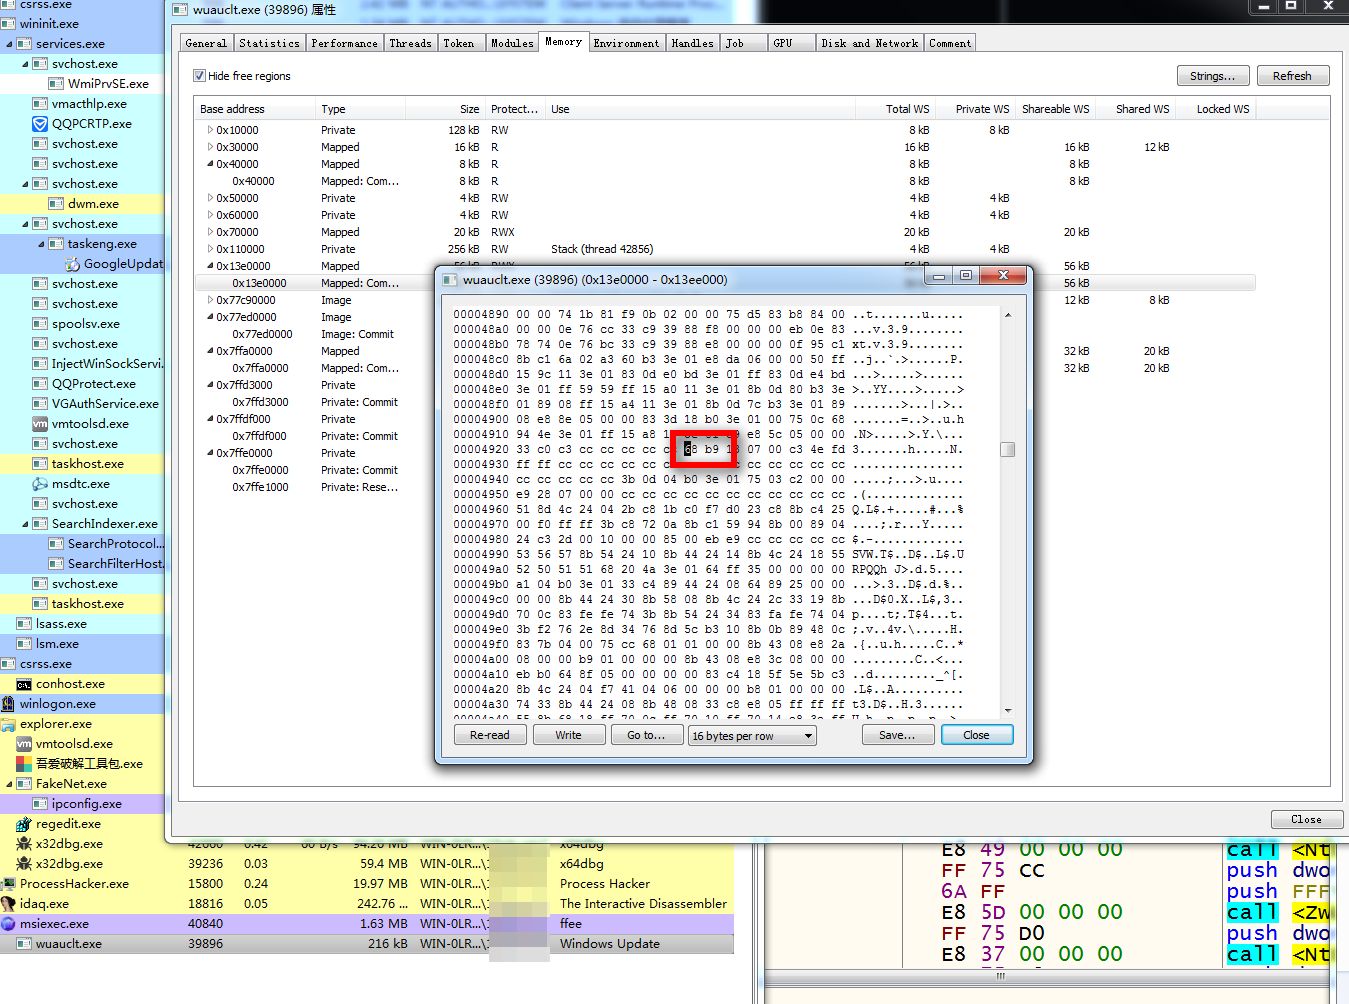 csrss.exe
wininit.exe
services.exe
svchost.exe
WmiPrvSE.exe
vmacthlp.exe
QQPCRTP.exe
svchost.exe
svchost.exe
svchost.exe
dwm.exe
svchost.exe
taskeng.exe
GoogleUpdat
svchost.exe
svchost.exe
spoolsv.exe
svchost.exe
InjectWinSockServi...
QQProtect.exe
VGAuthService.exe
vmtoolsd.exe
svchost.exe
taskhost.exe
msdtc.exe
svchost.exe
SearchIndexer.exe
SearchProtocol...
SearchFilterHost.
svchost.exe
taskhost.exe
lsass.exe
lsm.exe
csrss.exe
conhost.exe
winlogon.exe
explorer.exe
vmtoolsd.exe
吾爱破解工具包.exe
FakeNet.exe
ipconfig.exe
regedit.exe
x32dbg.exe 42600 0.42 60 B/s 94.26 MB WIN-0LR...\ x64dbg
x32dbg.exe 39236 0.03 59.4 MB WIN-0LR...\ x64dbg
ProcessHacker.exe 15800 0.24 19.97 MB WIN-0LR...\ Process Hacker
idaq.exe 18816 0.05 242.76 ... WIN-0LR...\ The Interactive Disassembler
msiexec.exe 40840 1.63 MB WIN-0LR...\ ffee
wuauclt.exe 39896 216 kB WIN-0LR...\ Windows Update
wuauclt.exe (39896) 属性
General Statistics Performance Threads Token Modules Memory Environment Handles Job GPU Disk and Network Comment
Hide free regions Strings... Refresh
Base address Type Size Protect... Use Total WS Private WS Shareable WS Shared WS Locked WS
0x10000 Private 128 kB RW 8 kB 8 kB
0x30000 Mapped 16 kB R 16 kB 16 kB 12 kB
0x40000 Mapped 8 kB R 8 kB 8 kB
0x40000 Mapped: Com... 8 kB R 8 kB 8 kB
0x50000 Private 4 kB RW 4 kB 4 kB
0x60000 Private 4 kB RW 4 kB 4 kB
0x70000 Mapped 20 kB RWX 20 kB 20 kB
0x110000 Private 256 kB RW Stack (thread 42856) 4 kB 4 kB
0x13e0000 Mapped 56 kB
0x13e0000 Mapped: Com... 56 kB
0x77c90000 Image 12 kB 8 kB
0x77ed0000 Image
0x77ed0000 Image: Commit
0x7ffa0000 Mapped 32 kB 20 kB
0x7ffa0000 Mapped: Com... 32 kB 20 kB
0x7ffd3000 Private
0x7ffd3000 Private: Commit
0x7ffdf000 Private
0x7ffdf000 Private: Commit
0x7ffe0000 Private
0x7ffe0000 Private: Commit
0x7ffe1000 Private: Rese...
wuauclt.exe (39896) (0x13e0000 - 0x13ee000)
00004890 00 00 74 1b 81 f9 0b 02 00 00 75 d5 83 b8 84 00 ..t.......u.....
000048a0 00 00 00 0e 76 cc 33 c9 39 88 f8 00 00 00 eb 0e 83 ....v.3.9........
000048b0 78 74 0e 76 bc 33 c9 39 88 e8 00 00 00 0f 95 c1 xt.v.3.9........
000048c0 8b c1 6a 02 a3 60 b3 3e 01 e8 da 06 00 00 50 ff ..j..`.>......P.
000048d0 15 9c 11 3e 01 83 0d e0 bd 3e 01 ff 83 0d e4 bd ...>.....>......
000048e0 3e 01 ff 59 59 ff 15 a0 11 3e 01 8b 0d 80 b3 3e >..YY....>.....>
000048f0 01 89 08 ff 15 a4 11 3e 01 8b 0d 7c b3 3e 01 89 .......>...|.>..
00004900 08 e8 8e 05 00 00 83 3d 18 b0 3e 01 00 75 0c 68 .......=..>..u.h
00004910 94 4e 3e 01 ff 15 a8 1 e8 5c 05 00 00 .N>.....>.Y.\...
00004920 33 c0 c3 cc cc cc cc c 68 b9 1 07 00 c3 4e fd 3.......h.....N.
ff ff cc cc cc cc cc c cc cc cc cc cc
00004940 cc cc cc cc cc cc 3b 0d 04 b0 3e 01 75 03 c2 00 00 ......;...>.u....
00004950 e9 28 07 00 00 cc cc cc cc cc cc cc cc cc cc cc .(..............
00004960 51 8d 4c 24 04 2b c8 1b c0 f7 d0 23 c8 8b c4 25 Q.L$.+.....#...%
00004970 00 f0 ff ff 3b c8 72 0a 8b c1 59 94 8b 00 89 04 ....;.r...Y.....
00004980 24 c3 2d 00 10 00 00 85 00 eb e9 cc cc cc cc cc $.-.............
00004990 53 56 57 8b 54 24 10 8b 44 24 14 8b 4c 24 18 55 SVW.T$..D$..L$.U
000049a0 52 50 51 51 68 20 4a 3e 01 64 ff 35 00 00 00 00 RPQQh J>.d.5....
000049b0 a1 04 b0 3e 01 33 c4 89 44 24 08 64 89 25 00 00 ...>.3..D$.d.%..
000049c0 00 00 8b 44 24 30 8b 58 08 8b 4c 24 2c 33 19 8b ...D$0.X..L$,3..
000049d0 70 0c 83 fe fe 74 3b 8b 54 24 34 83 fa fe 74 04 p....t;.T$4...t.
000049e0 3b f2 76 2e 8d 34 76 8d 5c b3 10 8b 0b 89 48 0c ;.v..4v.\.....H.
000049f0 83 7b 04 00 75 cc 68 01 01 00 00 8b 43 08 e8 2a .{..u.h.....C..*
00004a00 08 00 00 b9 01 00 00 00 8b 43 08 e8 3c 08 00 00 .........C..<...
00004a10 eb b0 64 8f 05 00 00 00 00 83 c4 18 5f 5e 5b c3 ..d........._^[.
00004a20 8b 4c 24 04 f7 41 04 06 00 00 00 b8 01 00 00 00 .L$..A..........
00004a30 74 33 8b 44 24 08 8b 48 08 33 c8 e8 05 ff ff ff t3.D$..H.3......
Re-read Write Go to... 16 bytes per row Save... Close
Close
E8 49 00 00 00 call <Nt
FF 75 CC push dwo
6A FF push FFF
E8 5D 00 00 00 call <Zw
FF 75 D0 push dwo
E8 37 00 00 00 call <Nt